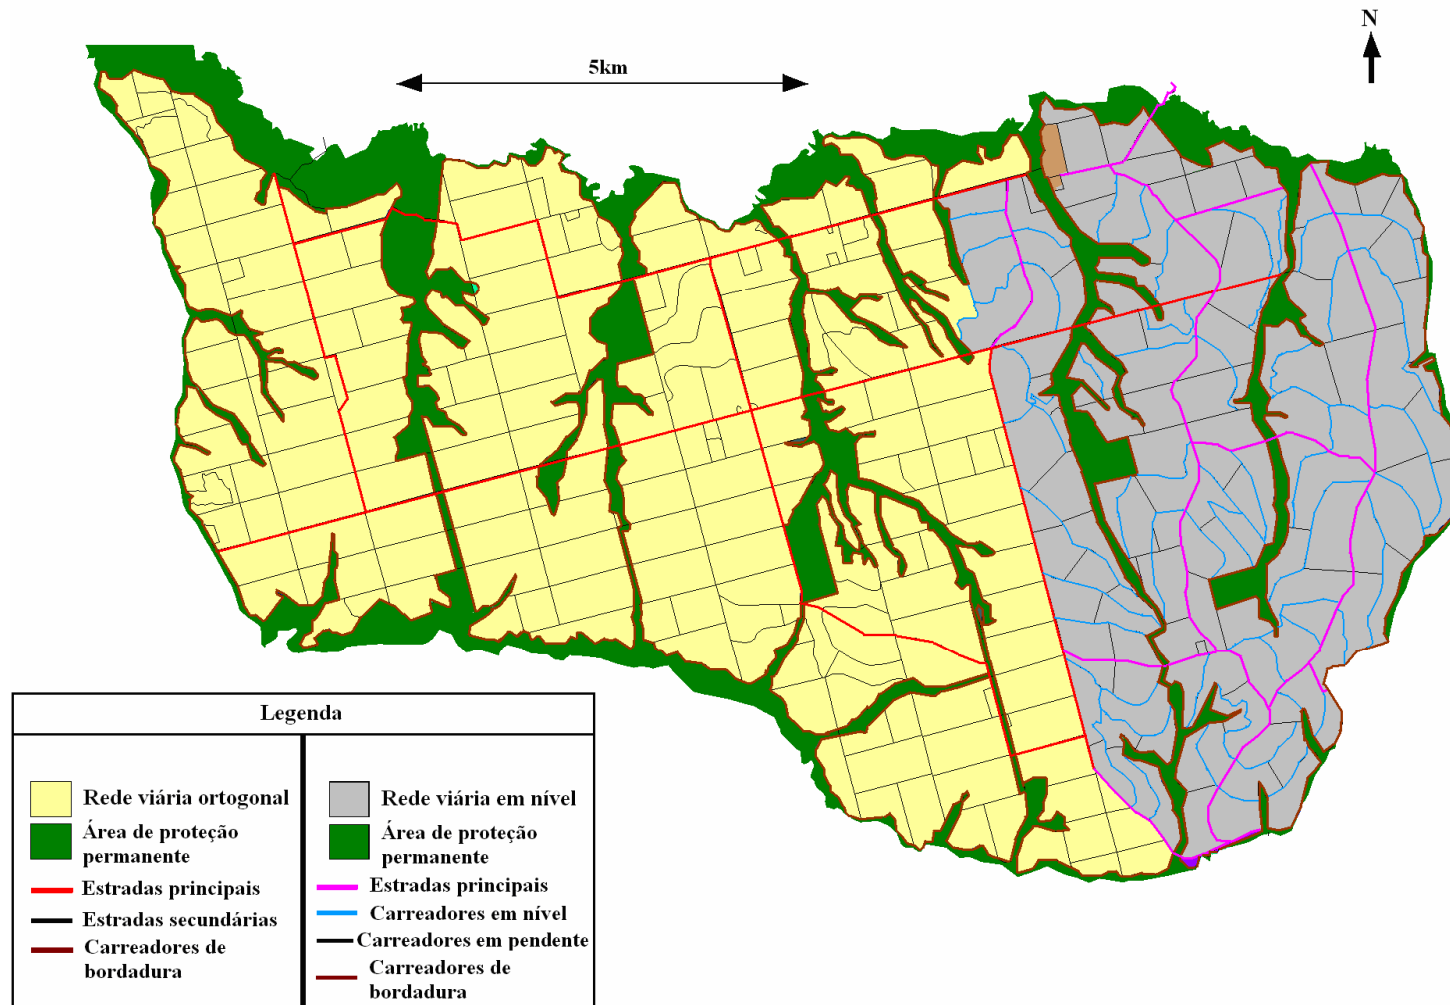 N
5km
Legenda
Rede viária ortogonal
Área de proteção
permanente
Estradas principais
Estradas secundárias
Carreadores de
bordadura
Rede viária em nível
Área de proteção
permanente
Estradas principais
Carreadores em nível
Carreadores em pendente
Carreadores de
bordadura